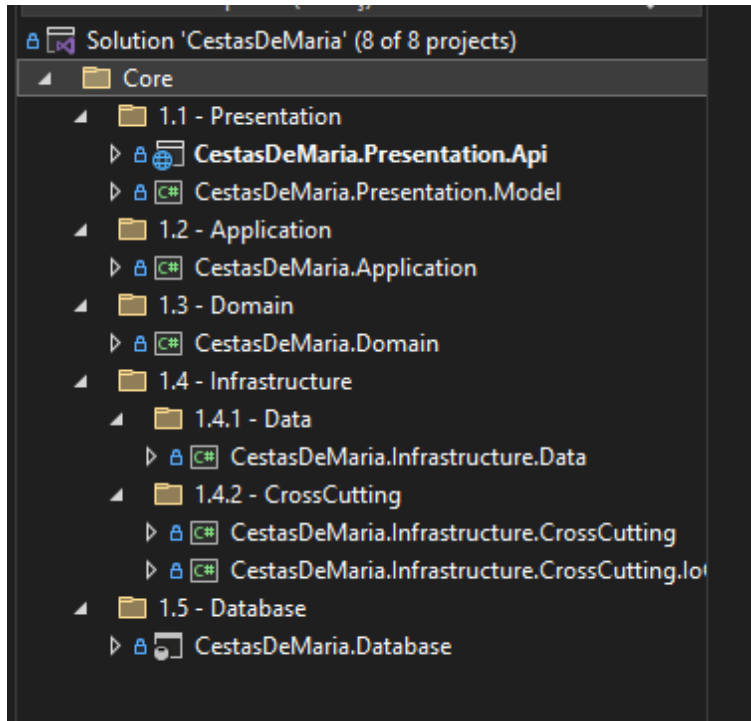 Solution 'CestasDeMaria' (8 of 8 projects)
Core
1.1 - Presentation
CestasDeMaria.Presentation.Api
C# CestasDeMaria.Presentation.Model
1.2 - Application
C# CestasDeMaria.Application
1.3 - Domain
C# CestasDeMaria.Domain
1.4 - Infrastructure
1.4.1 - Data
C# CestasDeMaria.Infrastructure.Data
1.4.2 - CrossCutting
C# CestasDeMaria.Infrastructure.CrossCutting
C# CestasDeMaria.Infrastructure.CrossCutting.Io
1.5 - Database
CestasDeMaria.Database